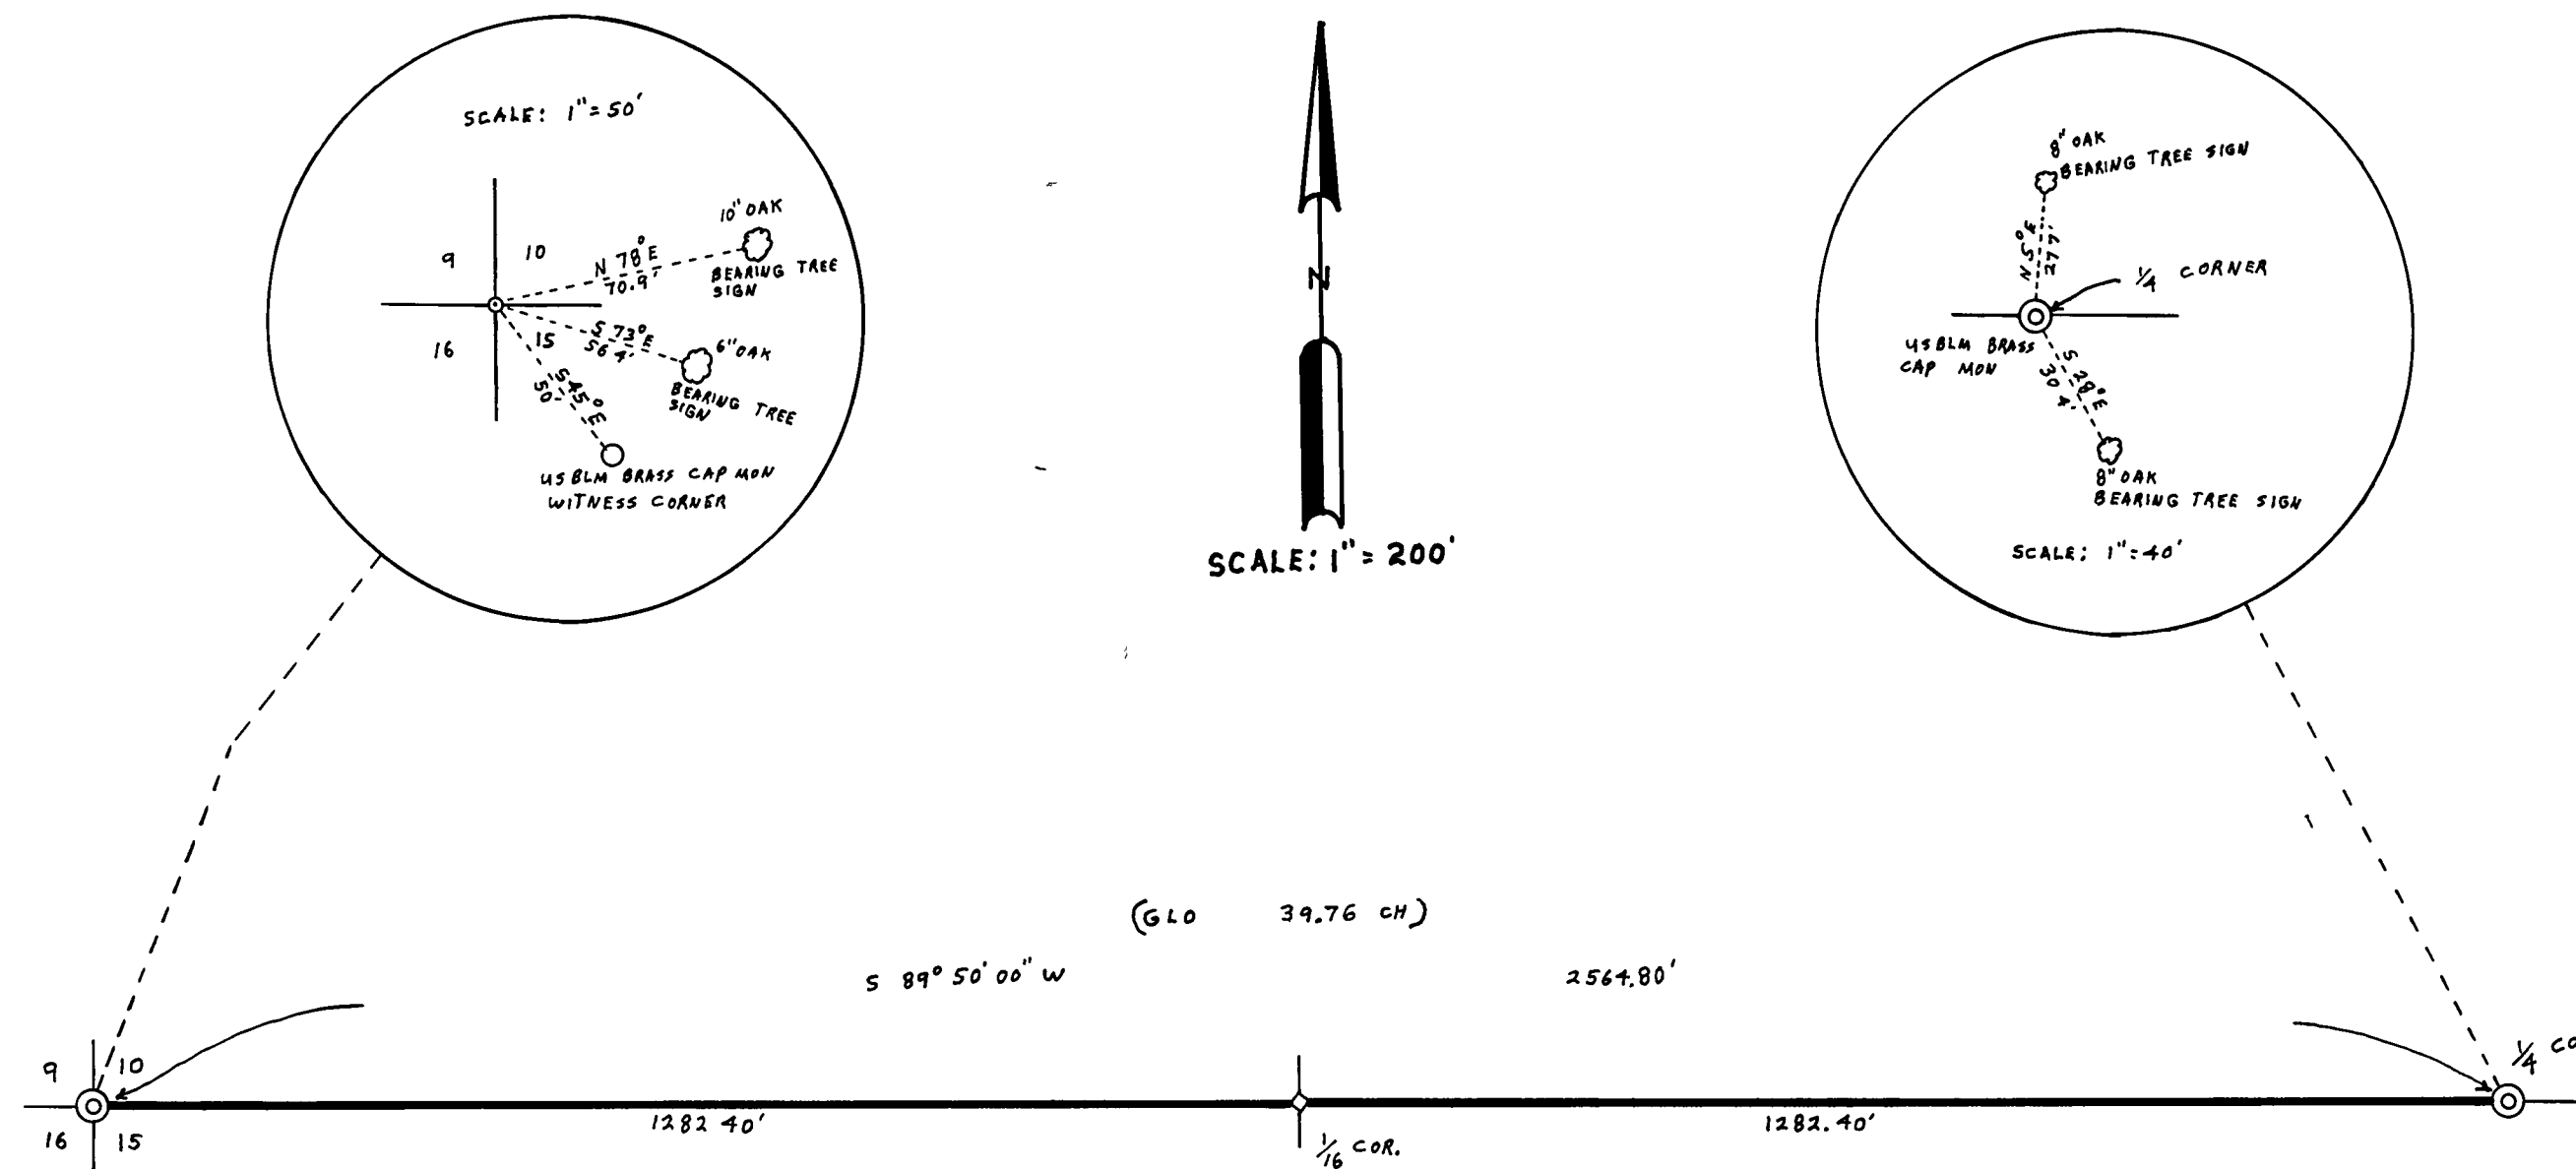 SCALE: 1"=50'
10" OAK
BEARING TREE
SIGN
9
10
N 78° E
70.9'
16
15
S 73° E
56 4'
6" OAK
BEARING TREE
SIGN
S 45° E
50'
US BLM BRASS CAP MON
WITNESS CORNER
N
SCALE: 1" = 200'
8" OAK
BEARING TREE SIGN
N 5° E
27 7'
1/4 CORNER
US BLM BRASS
CAP MON
S 28° E
30 4'
8" OAK
BEARING TREE SIGN
SCALE: 1"=40'
(GLO 39.76 CH)
S 89° 50' 00" W
2564.80'
9
10
16
15
1282 40'
1/16 COR.
1282.40'
1/4 CO